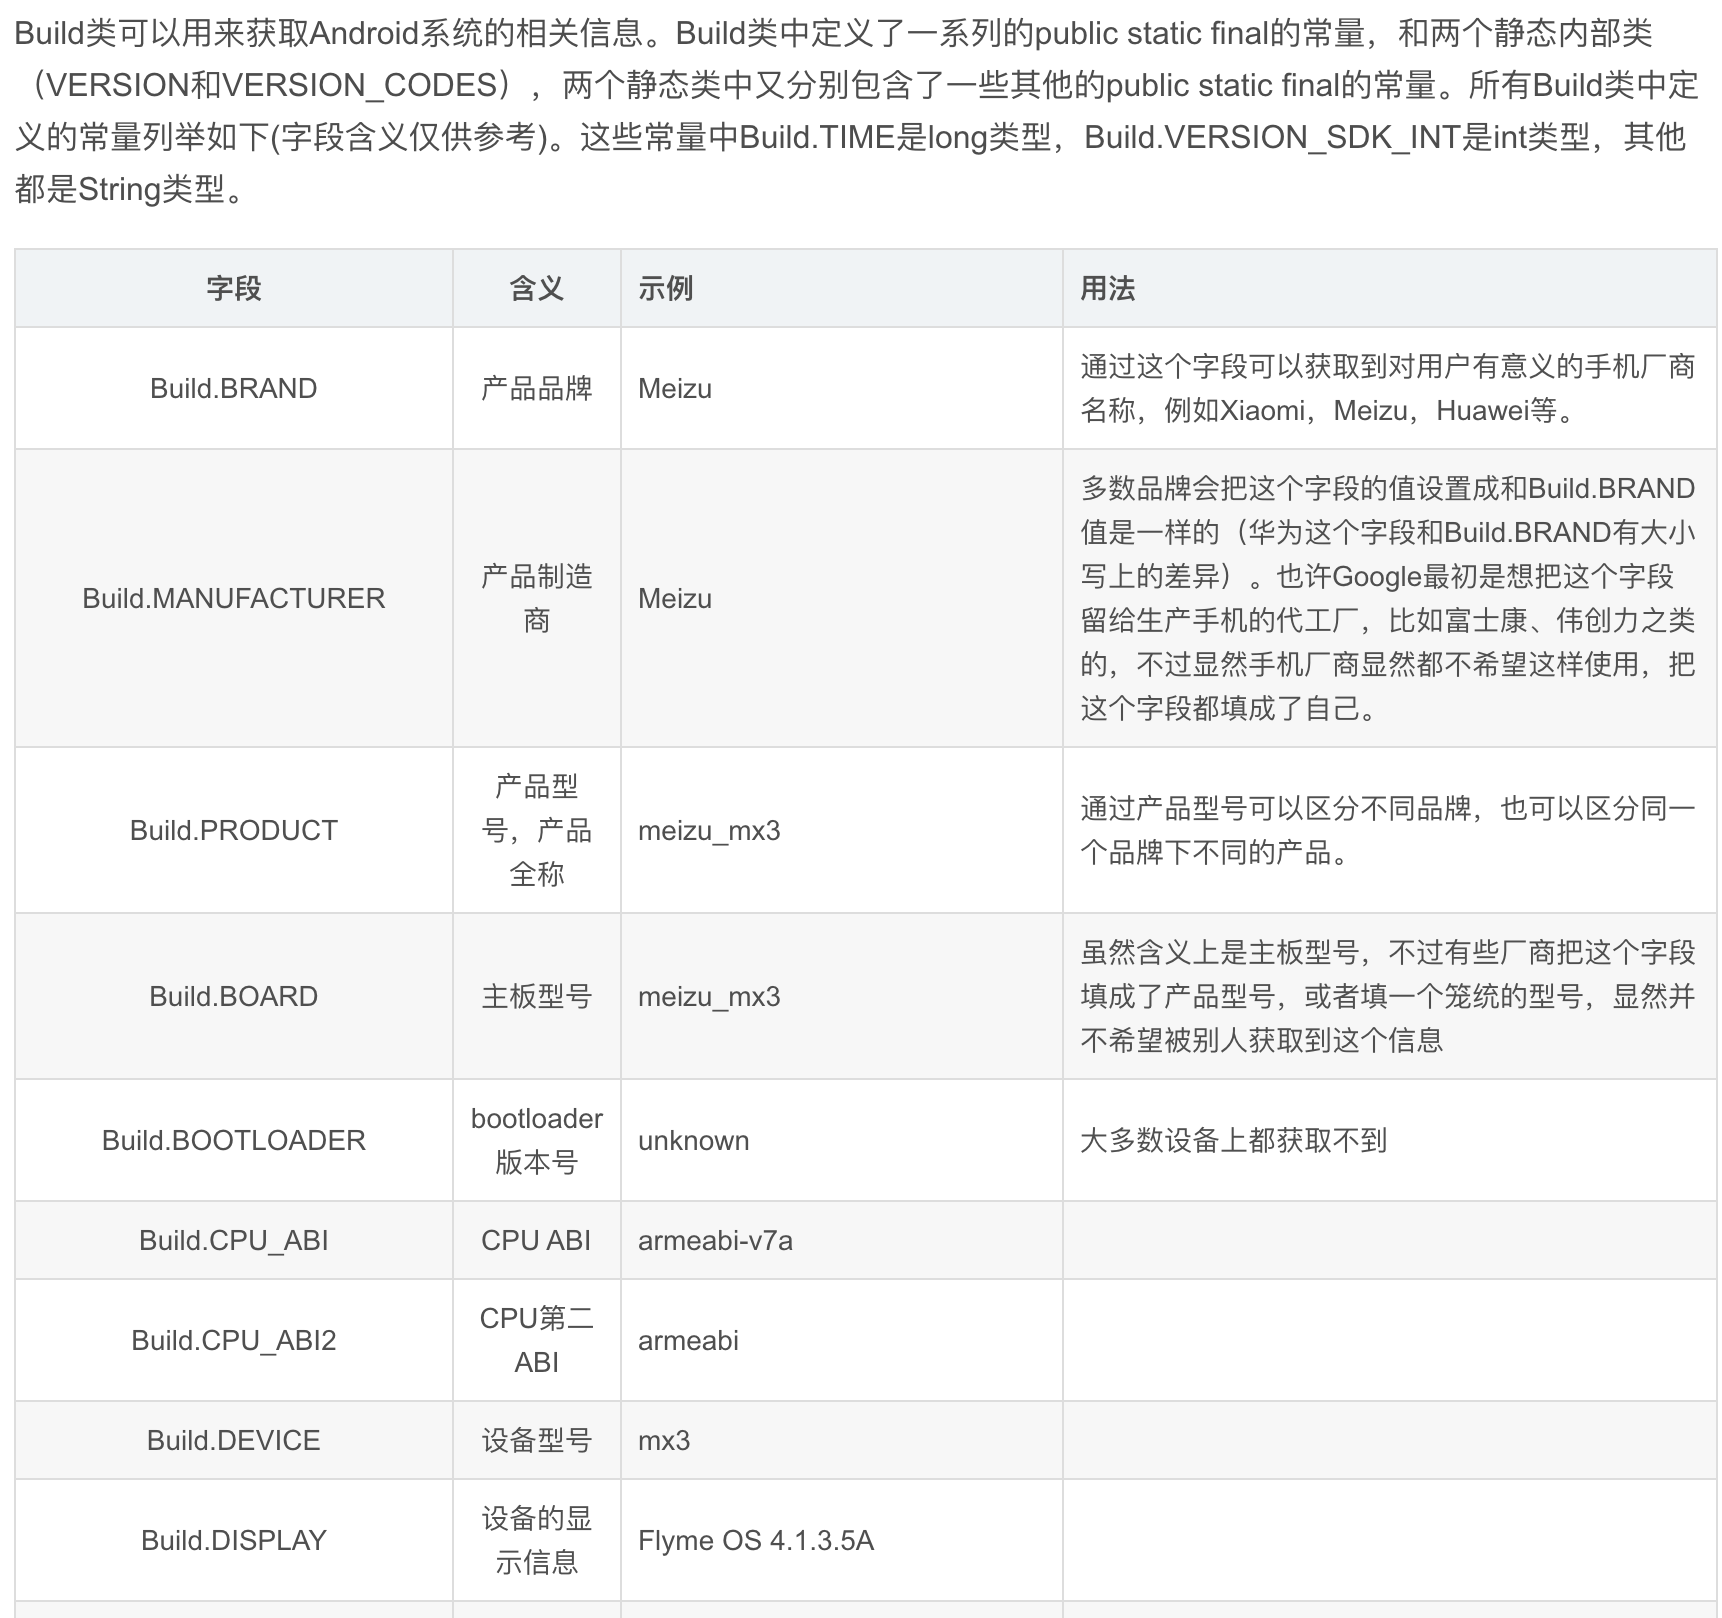 Build类可以用来获取Android系统的相关信息。Build类中定义了一系列的public static final的常量，和两个静态内部类
（VERSION和VERSION_CODES），两个静态类中又分别包含了一些其他的public static final的常量。所有Build类中定
义的常量列举如下(字段含义仅供参考)。这些常量中Build.TIME是long类型，Build.VERSION_SDK_INT是int类型，其他
都是String类型。
字段
含义
示例
用法
Build.BRAND
产品品牌
Meizu
通过这个字段可以获取到对用户有意义的手机厂商
名称，例如Xiaomi，Meizu，Huawei等。
Build.MANUFACTURER
产品制造
商
Meizu
多数品牌会把这个字段的值设置成和Build.BRAND
值是一样的（华为这个字段和Build.BRAND有大小
写上的差异）。也许Google最初是想把这个字段
留给生产手机的代工厂，比如富士康、伟创力之类
的，不过显然手机厂商显然都不希望这样使用，把
这个字段都填成了自己。
Build.PRODUCT
产品型
号，产品
全称
meizu_mx3
通过产品型号可以区分不同品牌，也可以区分同一
个品牌下不同的产品。
Build.BOARD
主板型号
meizu_mx3
虽然含义上是主板型号，不过有些厂商把这个字段
填成了产品型号，或者填一个笼统的型号，显然并
不希望被别人获取到这个信息
Build.BOOTLOADER
bootloader
版本号
unknown
大多数设备上都获取不到
Build.CPU_ABI
CPU ABI
armeabi-v7a
Build.CPU_ABI2
CPU第二
ABI
armeabi
Build.DEVICE
设备型号
mx3
Build.DISPLAY
设备的显
示信息
Flyme OS 4.1.3.5A